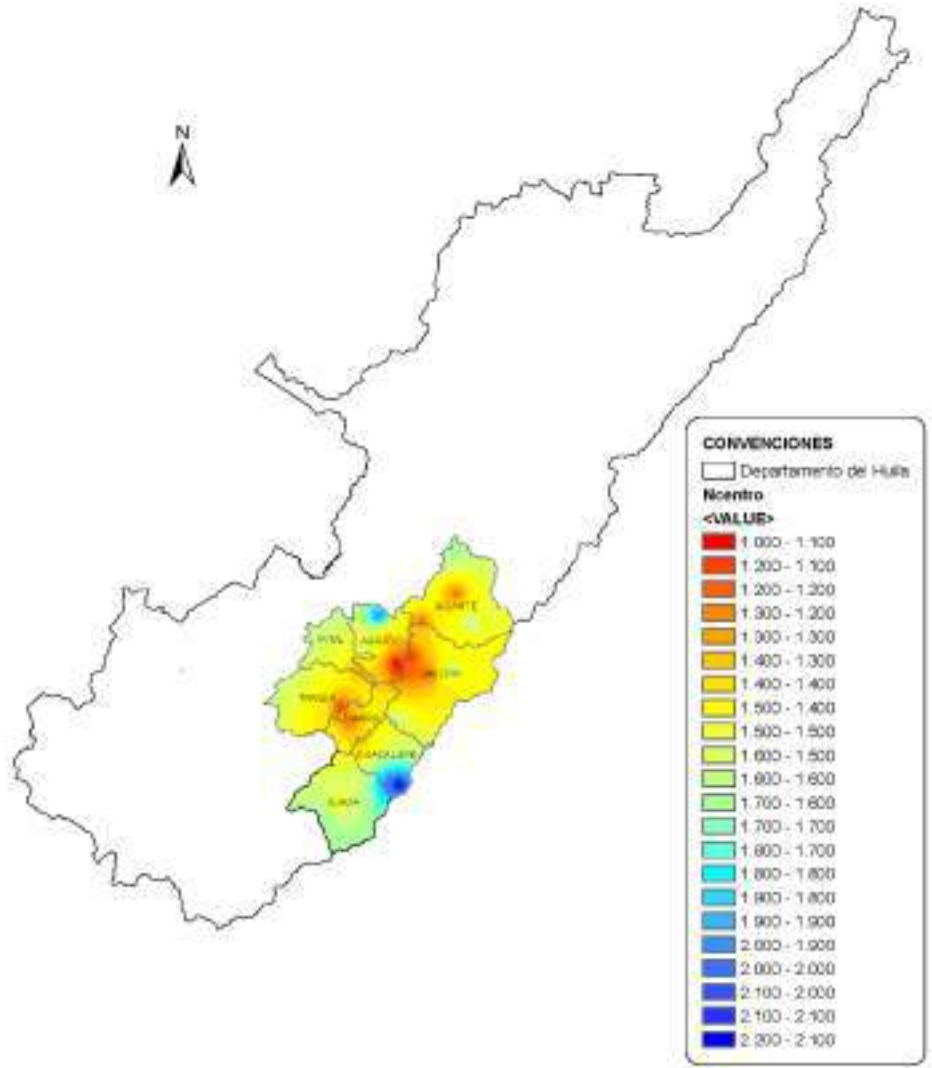 N
CONVENCIONES
Departamento del Huila
Ncentro
<VALUE>
1.000 - 1.100
1.200 - 1.100
1.200 - 1.200
1.300 - 1.200
1.300 - 1.300
1.400 - 1.300
1.400 - 1.400
1.500 - 1.400
1.500 - 1.500
1.600 - 1.500
1.600 - 1.600
1.700 - 1.600
1.700 - 1.700
1.800 - 1.700
1.800 - 1.800
1.900 - 1.800
1.900 - 1.900
2.000 - 1.900
2.000 - 2.000
2.100 - 2.000
2.100 - 2.100
2.200 - 2.100
GIGANTE
GUADALUPE
SUAZA